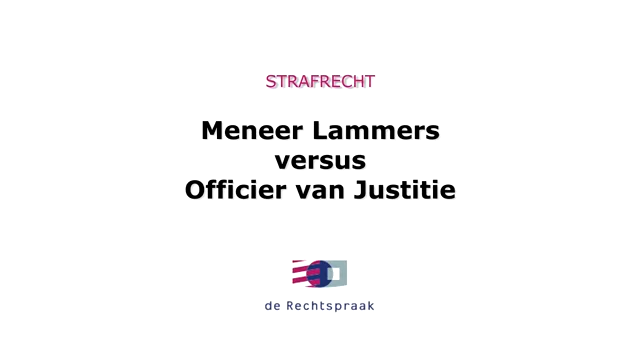 STRAFRECHT
Meneer Lammers
versus
Officier van Justitie
de Rechtspraak